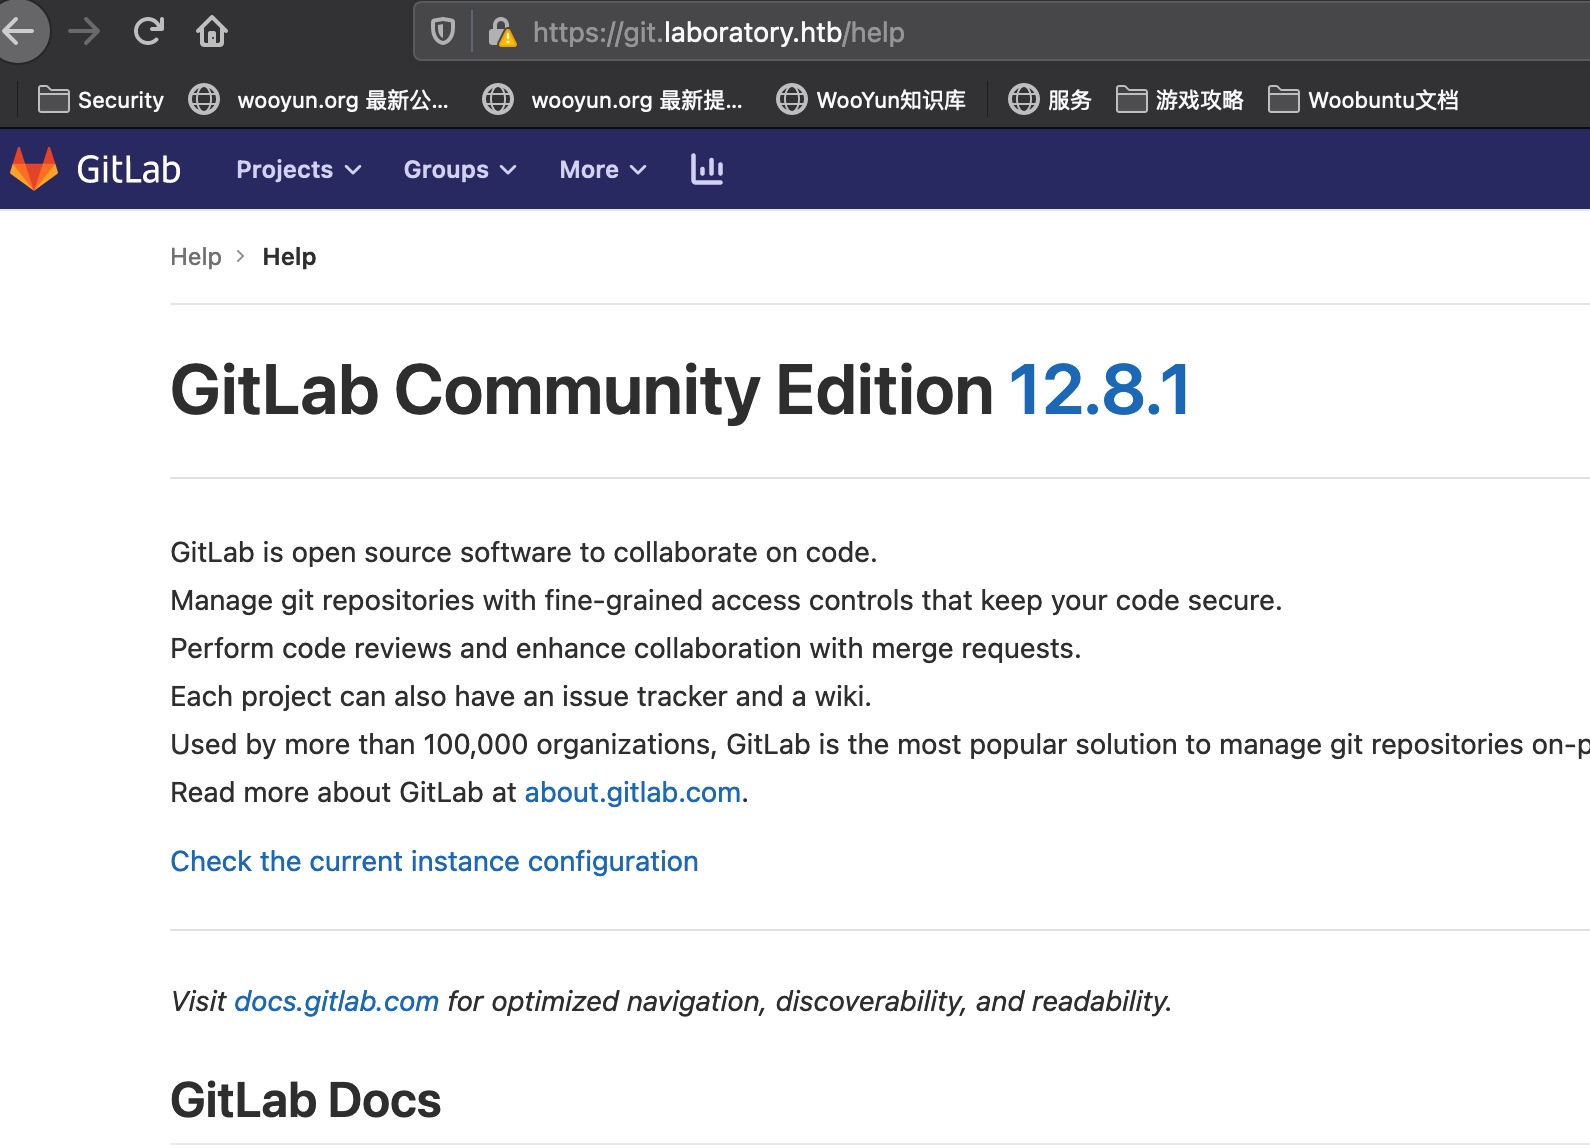 https://git.laboratory.htb/help
Security wooyun.org 最新公... wooyun.org 最新提... WooYun知识库 服务 游戏攻略 Woobuntu文档
GitLab Projects Groups More
Help > Help
GitLab Community Edition 12.8.1
GitLab is open source software to collaborate on code.
Manage git repositories with fine-grained access controls that keep your code secure.
Perform code reviews and enhance collaboration with merge requests.
Each project can also have an issue tracker and a wiki.
Used by more than 100,000 organizations, GitLab is the most popular solution to manage git repositories on-p
Read more about GitLab at about.gitlab.com.
Check the current instance configuration
Visit docs.gitlab.com for optimized navigation, discoverability, and readability.
GitLab Docs